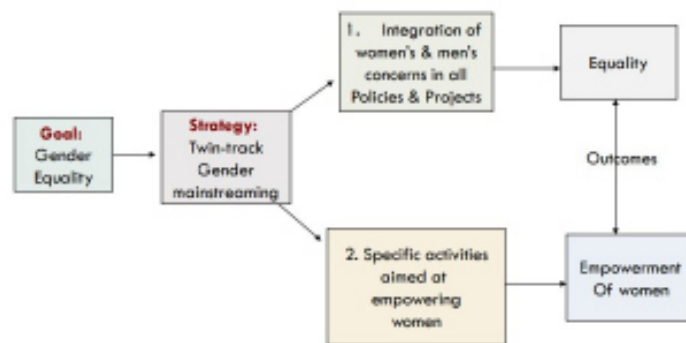 Goal:
Gender
Equality
Strategy:
Twin-track
Gender
mainstreaming
1. Integration of
women's & men's
concerns in all
Policies & Projects
2. Specific activities
aimed at
empowering
women
Equality
Outcomes
Empowerment
Of women